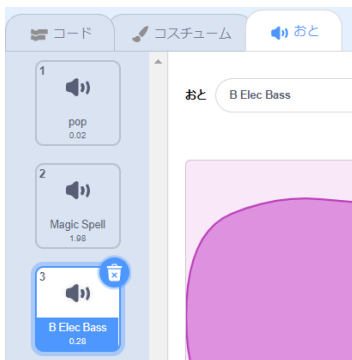 コード
コスチューム
おと
1
pop
0.02
おと
B Elec Bass
2
Magic Spell
1.98
3
B Elec Bass
0.28